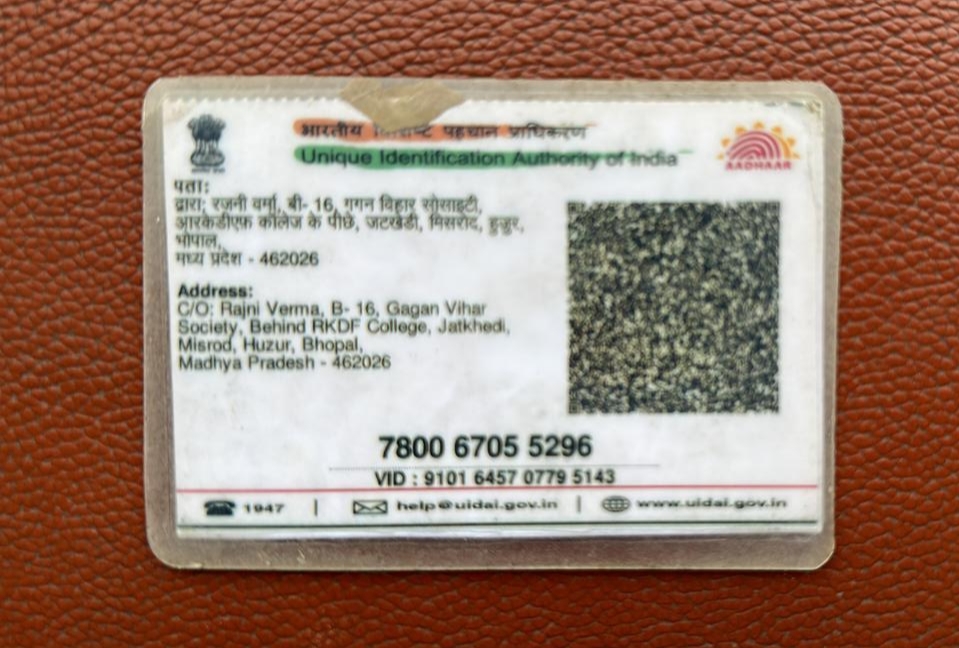 भारतीय विशिष्ट पहचान प्राधिकरण
Unique Identification Authority of India
AADHAAR
पता:
द्वारा: रजनी वर्मा, बी- 16, गगन विहार सोसाइटी,
आरकेडीएफ कॉलेज के पीछे, जटखेडी, मिसरोद, हुजूर,
भोपाल,
मध्य प्रदेश - 462026
Address:
C/O: Rajni Verma, B- 16, Gagan Vihar
Society, Behind RKDF College, Jatkhedi,
Misrod, Huzur, Bhopal,
Madhya Pradesh - 462026
7800 6705 5296
VID : 9101 6457 0779 5143
1947 | help@uidai.gov.in | www.uidai.gov.in